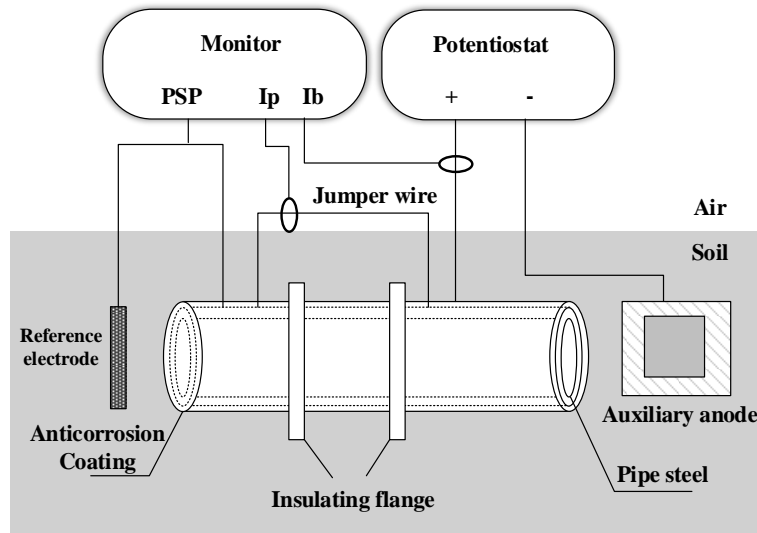 Monitor
Potentiostat
PSP Ip Ib
+ -
Jumper wire
Air
Soil
Reference
electrode
Auxiliary anode
Anticorrosion
Coating
Pipe steel
Insulating flange